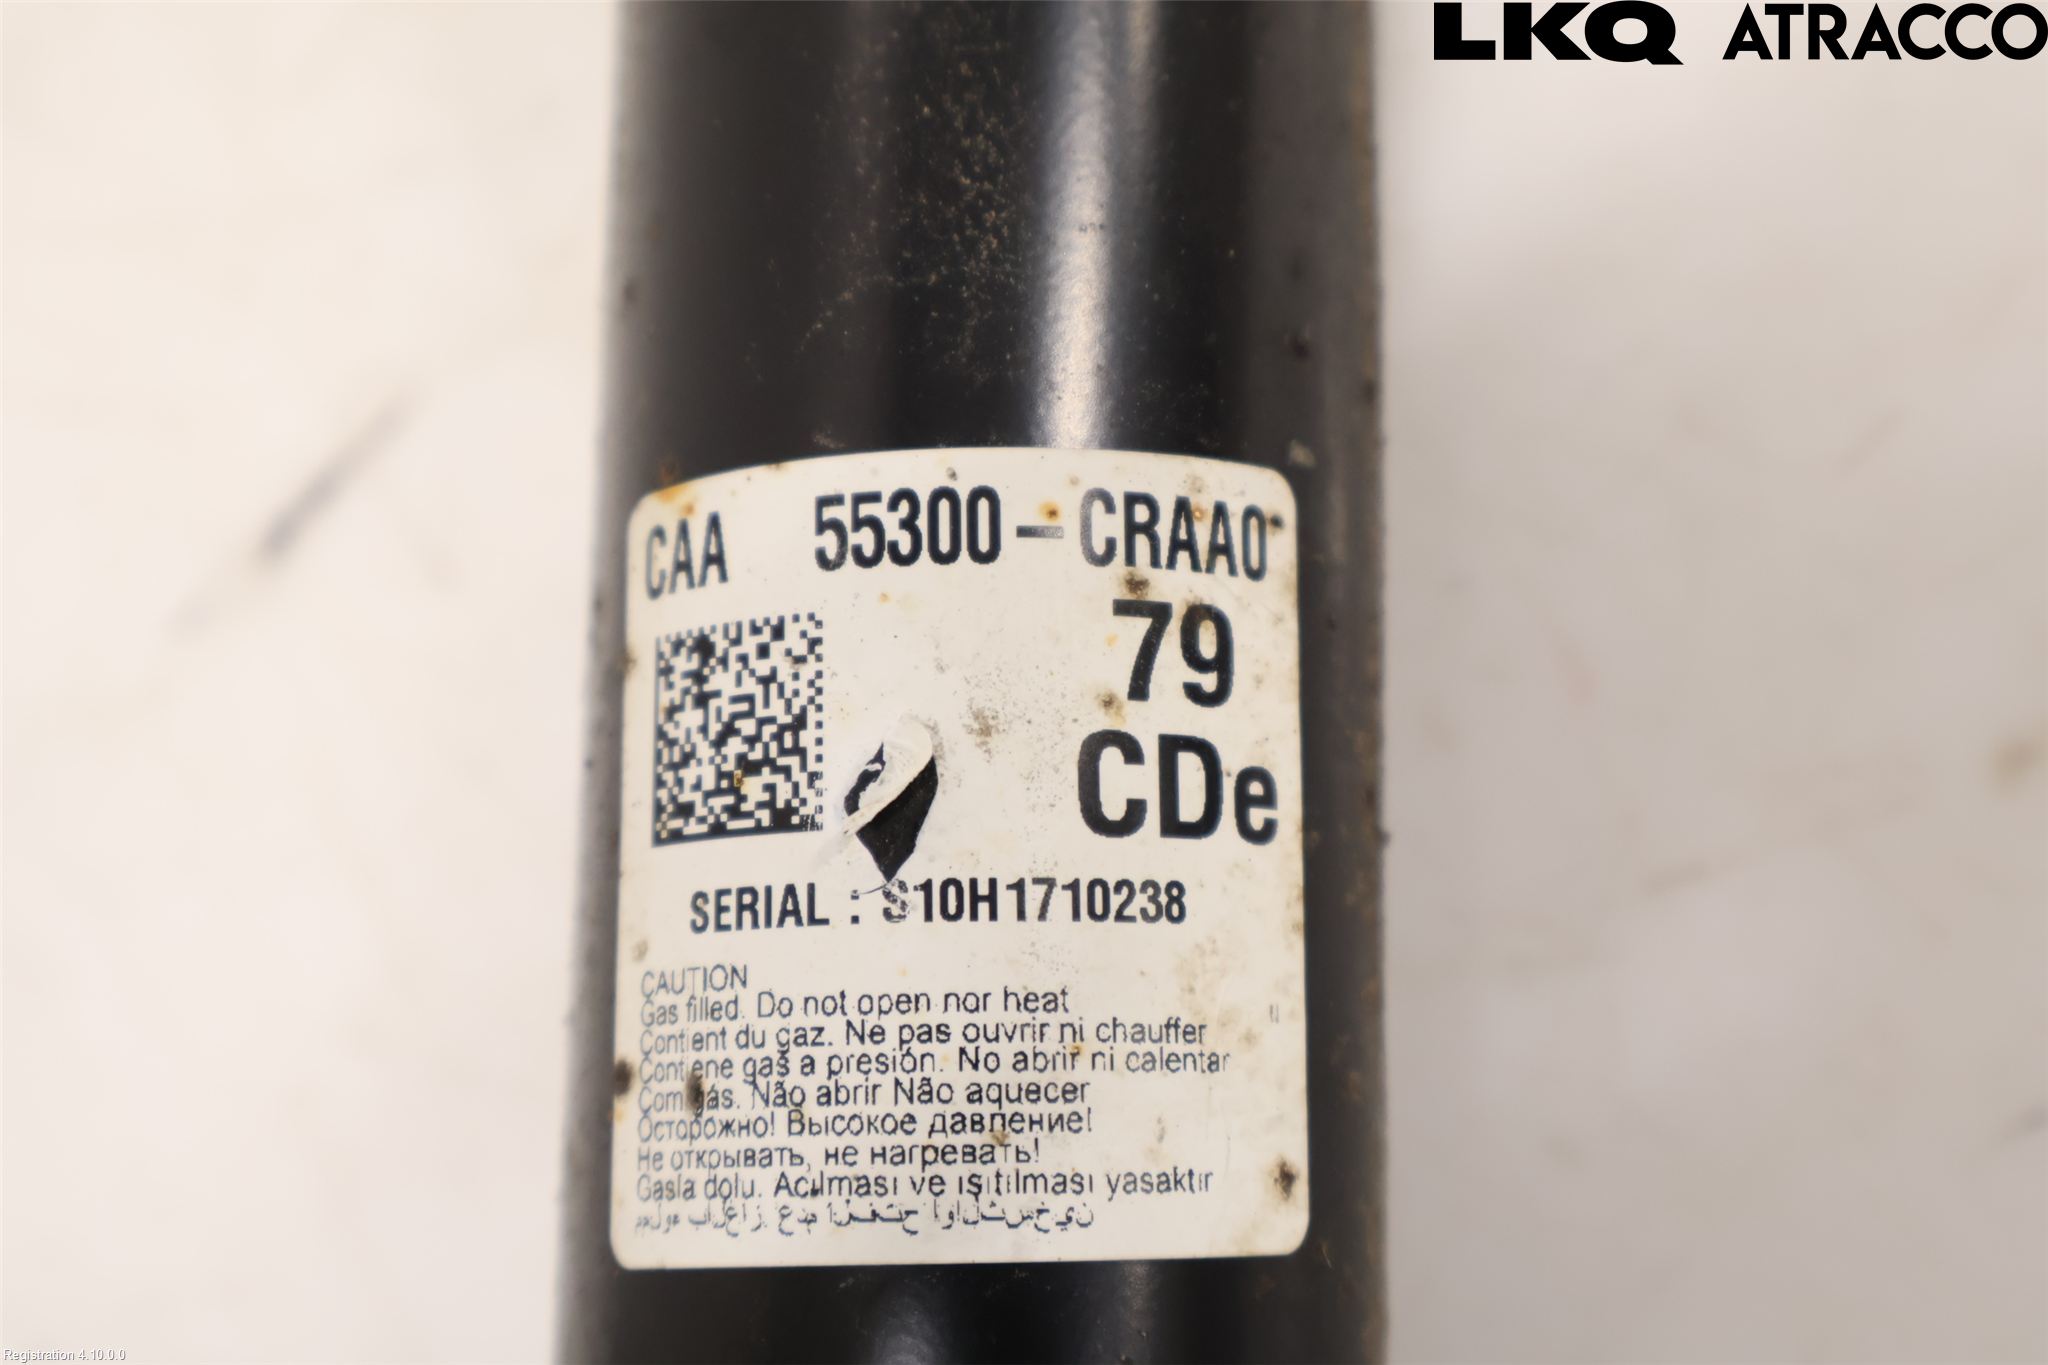 LKQ ATRACCO
CAA 55300-CRAA0
79
CDe
SERIAL : S10H1710238
CAUTION
Gas filled. Do not open nor heat
Contient du gaz. Ne pas ouvrir ni chauffer
Contiene gas a presión. No abrir ni calentar
Com gás. Não abrir Não aquecer
Осторожно! Высокое давление!
Не открывать, не нагревать!
Gasla dolu. Açılması ve ısıtılması yasaktır
Registration 4.10.0.0